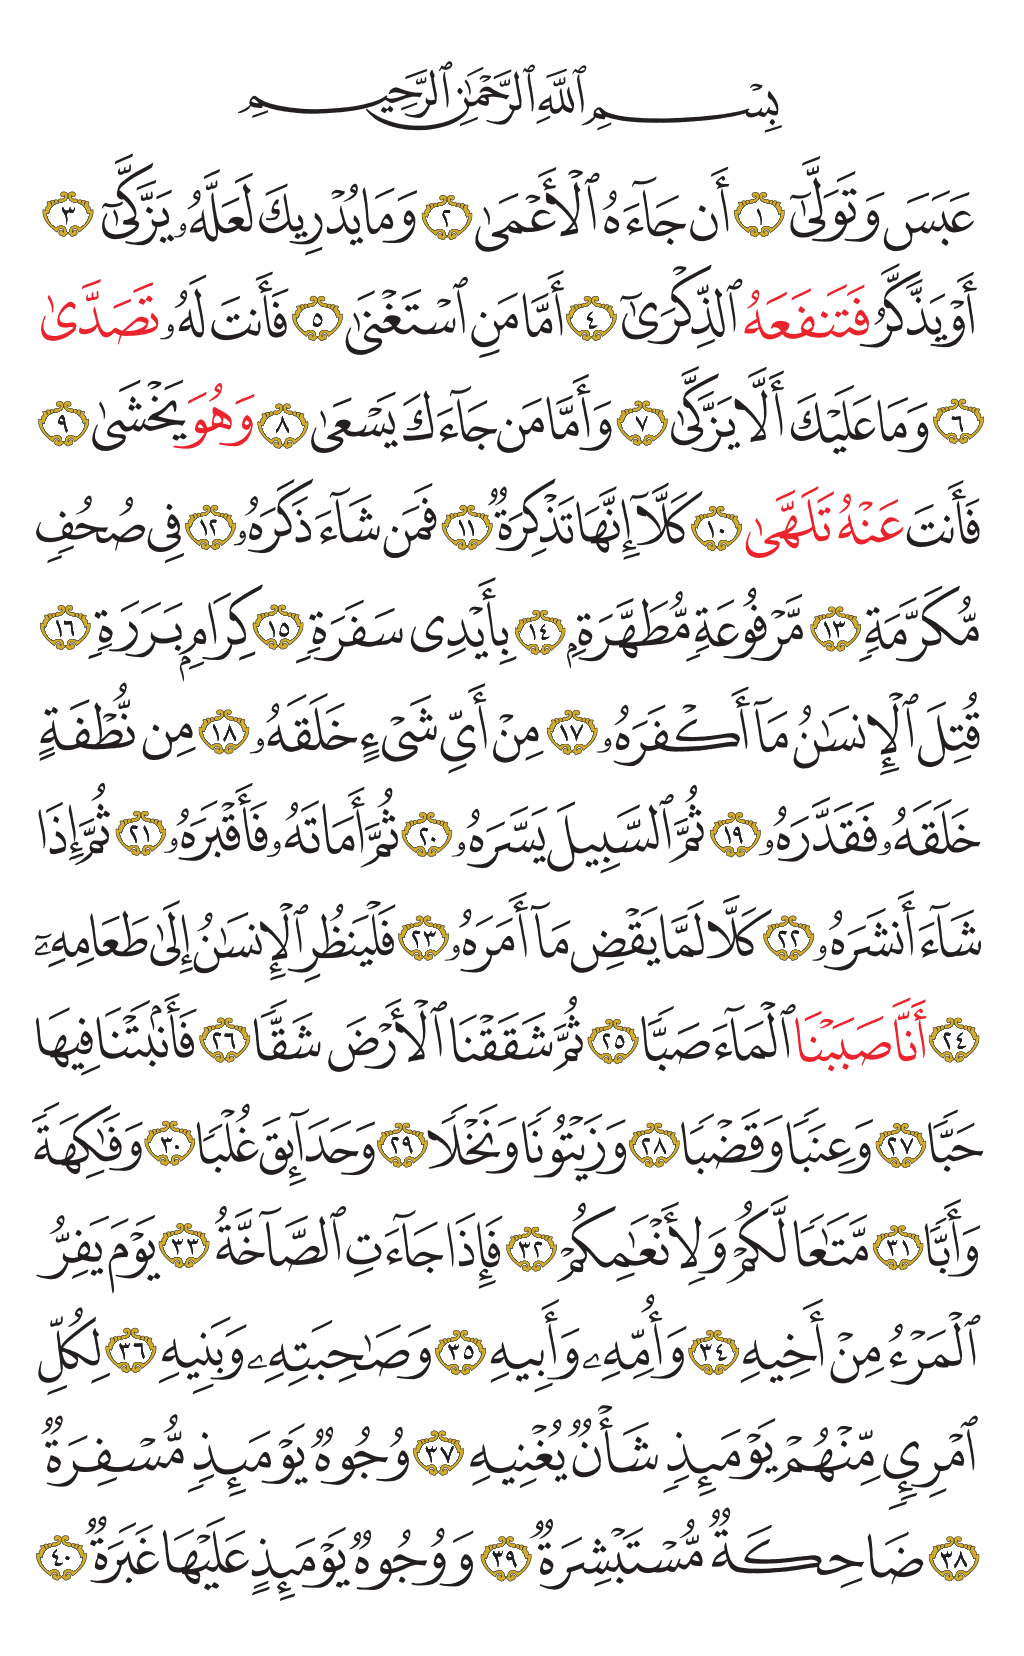 بِسْمِ ٱللَّهِ ٱلرَّحْمَٰنِ ٱلرَّحِيمِ
عَبَسَ وَتَوَلَّىٰٓ ١ أَن جَآءَهُ ٱلْأَعْمَىٰ ٢ وَمَا يُدْرِيكَ لَعَلَّهُۥ يَزَّكَّىٰٓ ٣
أَوْ يَذَّكَّرُ فَتَنفَعَهُ ٱلذِّكْرَىٰٓ ٤ أَمَّا مَنِ ٱسْتَغْنَىٰ ٥ فَأَنتَ لَهُۥ تَصَدَّىٰ
٦ وَمَا عَلَيْكَ أَلَّا يَزَّكَّىٰ ٧ وَأَمَّا مَن جَآءَكَ يَسْعَىٰ ٨ وَهُوَ يَخْشَىٰ ٩
فَأَنتَ عَنْهُ تَلَهَّىٰ ١٠ كَلَّآ إِنَّهَا تَذْكِرَةٌ ١١ فَمَن شَآءَ ذَكَرَهُۥ ١٢ فِى صُحُفٍ
مُّكَرَّمَةٍ ١٣ مَّرْفُوعَةٍ مُّطَهَّرَةٍۭ ١٤ بِأَيْدِى سَفَرَةٍ ١٥ كِرَامٍۭ بَرَرَةٍ ١٦
قُتِلَ ٱلْإِنسَٰنُ مَآ أَكْفَرَهُۥ ١٧ مِنْ أَىِّ شَىْءٍ خَلَقَهُۥ ١٨ مِن نُّطْفَةٍ
خَلَقَهُۥ فَقَدَّرَهُۥ ١٩ ثُمَّ ٱلسَّبِيلَ يَسَّرَهُۥ ٢٠ ثُمَّ أَمَاتَهُۥ فَأَقْبَرَهُۥ ٢١ ثُمَّ إِذَا
شَآءَ أَنشَرَهُۥ ٢٢ كَلَّا لَمَّا يَقْضِ مَآ أَمَرَهُۥ ٢٣ فَلْيَنظُرِ ٱلْإِنسَٰنُ إِلَىٰ طَعَامِهِۦٓ
٢٤ أَنَّا صَبَبْنَا ٱلْمَآءَ صَبًّا ٢٥ ثُمَّ شَقَقْنَا ٱلْأَرْضَ شَقًّا ٢٦ فَأَنۢبَتْنَا فِيهَا
حَبًّا ٢٧ وَعِنَبًا وَقَضْبًا ٢٨ وَزَيْتُونًا وَنَخْلًا ٢٩ وَحَدَآئِقَ غُلْبًا ٣٠ وَفَٰكِهَةً
وَأَبًّا ٣١ مَّتَٰعًا لَّكُمْ وَلِأَنْعَٰمِكُمْ ٣٢ فَإِذَا جَآءَتِ ٱلصَّآخَّةُ ٣٣ يَوْمَ يَفِرُّ
ٱلْمَرْءُ مِنْ أَخِيهِ ٣٤ وَأُمِّهِۦ وَأَبِيهِ ٣٥ وَصَٰحِبَتِهِۦ وَبَنِيهِ ٣٦ لِكُلِّ
ٱمْرِئٍ مِّنْهُمْ يَوْمَئِذٍ شَأْنٌ يُغْنِيهِ ٣٧ وُجُوهٌ يَوْمَئِذٍ مُّسْفِرَةٌ
٣٨ ضَاحِكَةٌ مُّسْتَبْشِرَةٌ ٣٩ وَوُجُوهٌ يَوْمَئِذٍ عَلَيْهَا غَبَرَةٌ ٤٠